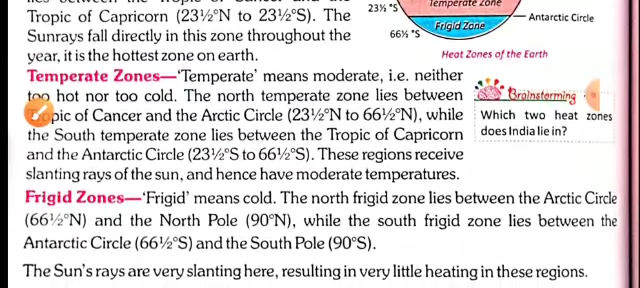 Tropic of Capricorn (23½°N to 23½°S). The
Sunrays fall directly in this zone throughout the
year, it is the hottest zone on earth.
Temperate Zone
23½ °S
Frigid Zone
Antarctic Circle
66½ °S
Heat Zones of the Earth
Temperate Zones—‘Temperate’ means moderate, i.e. neither
too hot nor too cold. The north temperate zone lies between
pic of Cancer and the Arctic Circle (23½°N to 66½°N), while
the South temperate zone lies between the Tropic of Capricorn
and the Antarctic Circle (23½°S to 66½°S). These regions receive
slanting rays of the sun, and hence have moderate temperatures.
Brainstorming
Which two heat zones
does India lie in?
Frigid Zones—‘Frigid’ means cold. The north frigid zone lies between the Arctic Circle
(66½°N) and the North Pole (90°N), while the south frigid zone lies between the
Antarctic Circle (66½°S) and the South Pole (90°S).
The Sun’s rays are very slanting here, resulting in very little heating in these regions.